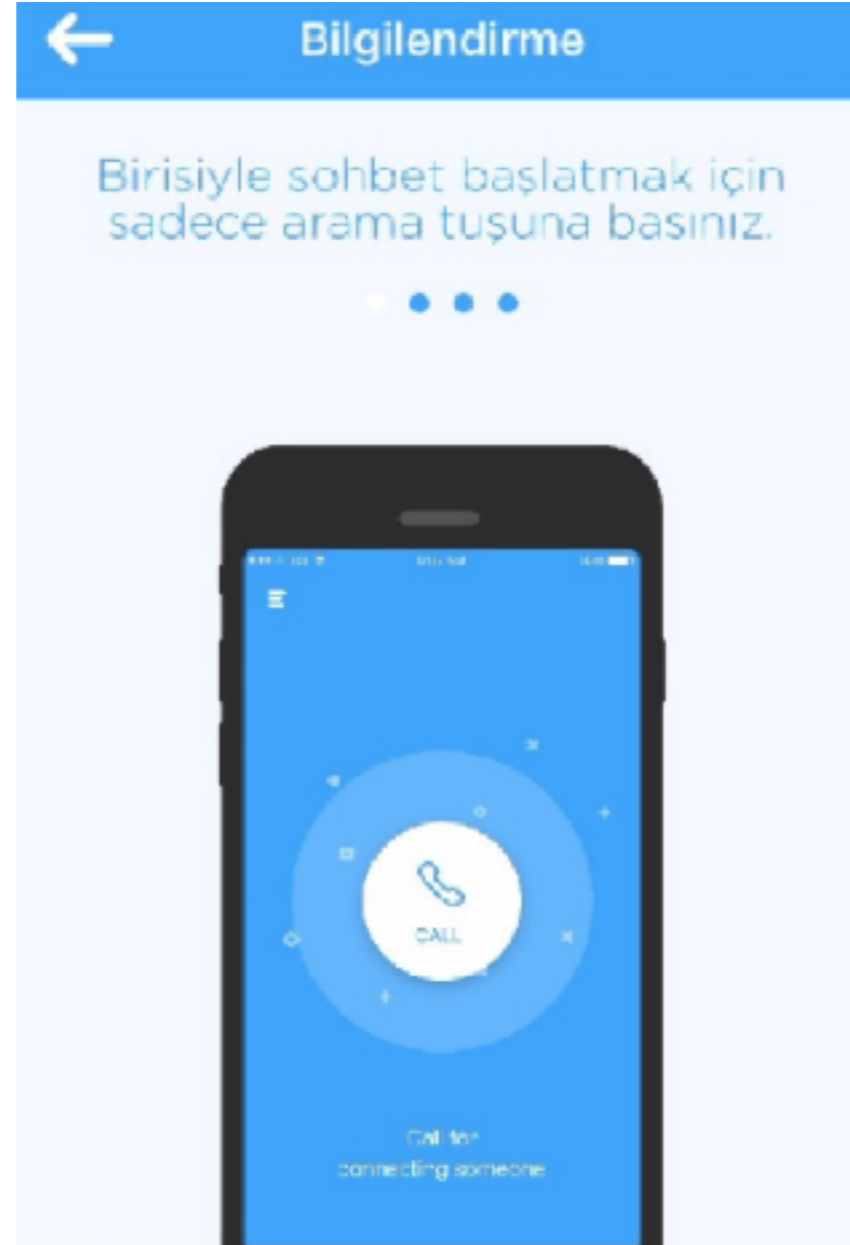 Bilgilendirme
Birisiyle sohbet başlatmak için
sadece arama tuşuna basınız.
CALL
Call for
connecting someone